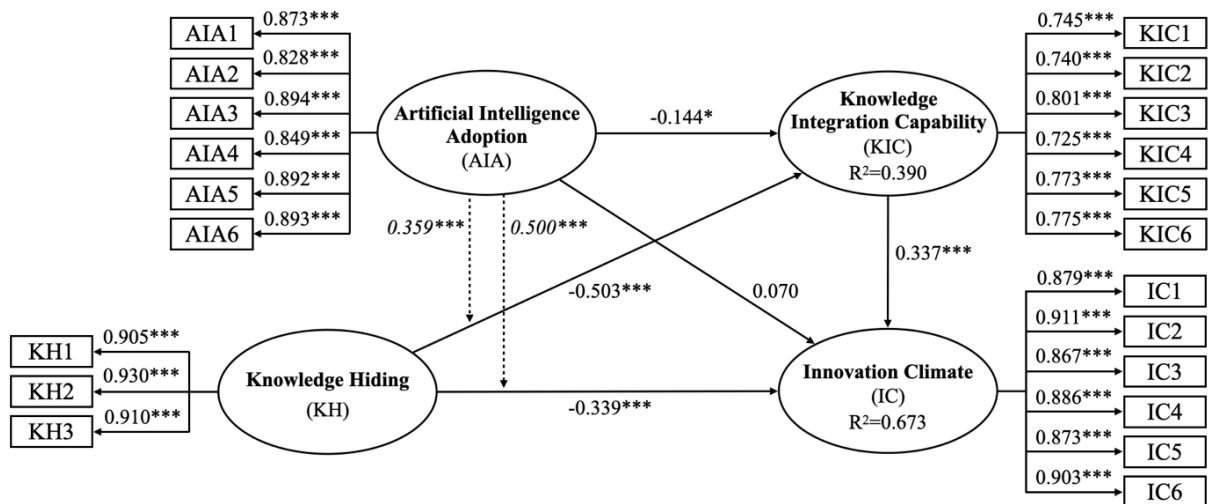 0.873***
AIA1
0.828***
AIA2
0.894***
AIA3
0.849***
AIA4
0.892***
AIA5
0.893***
AIA6
Artificial Intelligence
Adoption
(AIA)
-0.144*
Knowledge
Integration Capability
(KIC)
R²=0.390
0.745***
KIC1
0.740***
KIC2
0.801***
KIC3
0.725***
KIC4
0.773***
KIC5
0.775***
KIC6
0.359***
0.500***
0.337***
-0.503***
0.070
0.905***
KH1
0.930***
KH2
0.910***
KH3
Knowledge Hiding
(KH)
-0.339***
Innovation Climate
(IC)
R²=0.673
0.879***
IC1
0.911***
IC2
0.867***
IC3
0.886***
IC4
0.873***
IC5
0.903***
IC6